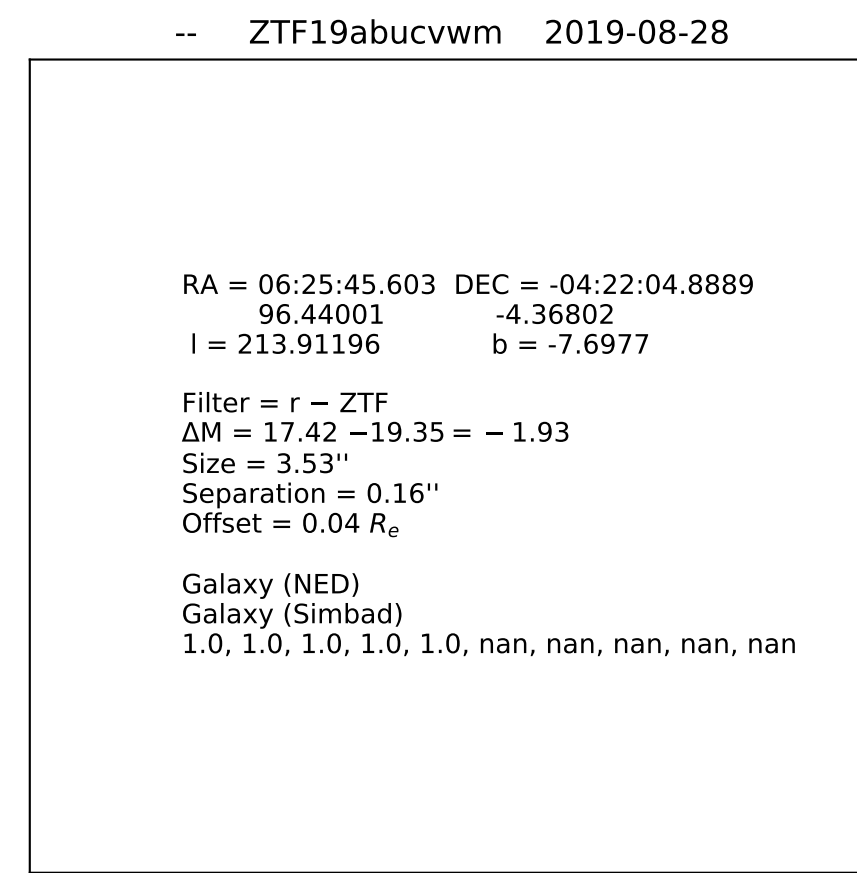 -- ZTF19abucvwm 2019-08-28
RA = 06:25:45.603 DEC = -04:22:04.8889
96.44001 -4.36802
l = 213.91196 b = -7.6977
Filter = r − ZTF
ΔM = 17.42 −19.35 = − 1.93
Size = 3.53''
Separation = 0.16''
Offset = 0.04 Rₑ
Galaxy (NED)
Galaxy (Simbad)
1.0, 1.0, 1.0, 1.0, 1.0, nan, nan, nan, nan, nan